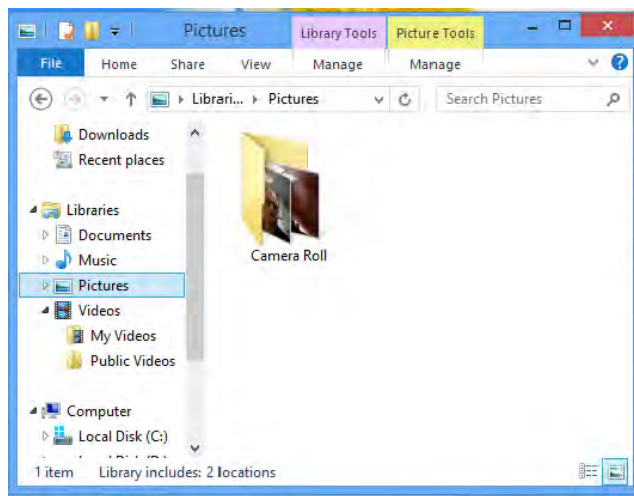 Pictures
Library Tools
Picture Tools
File
Home
Share
View
Manage
Manage
Librari...
Pictures
Search Pictures
Downloads
Recent places
Libraries
Documents
Music
Pictures
Videos
My Videos
Public Videos
Computer
Local Disk (C:)
Camera Roll
1 item
Library includes: 2 locations